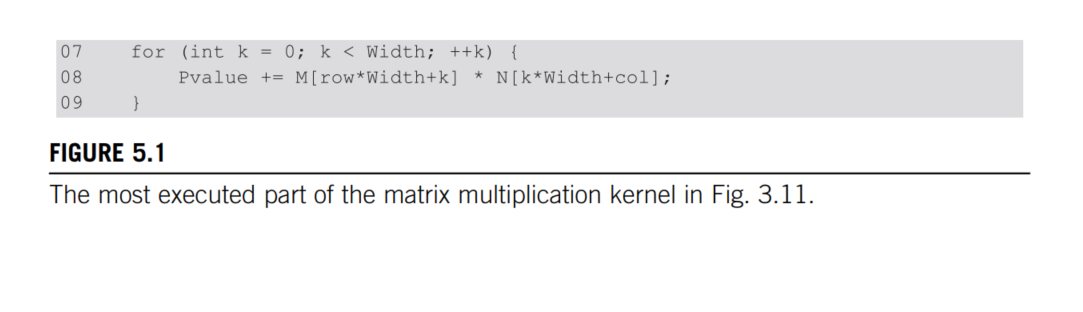 07    for (int k = 0; k < Width; ++k) {
08        Pvalue += M[row*Width+k] * N[k*Width+col];
09    }
FIGURE 5.1
The most executed part of the matrix multiplication kernel in Fig. 3.11.